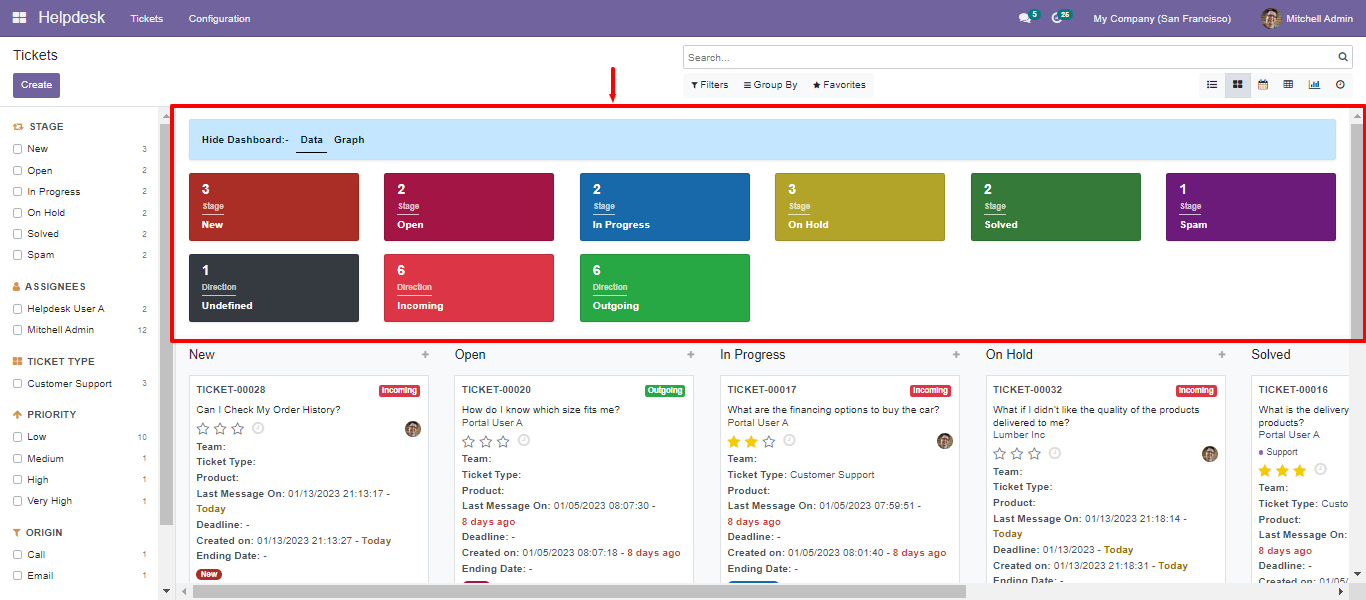 Helpdesk Tickets Configuration 5 26 My Company (San Francisco) Mitchell Admin
Tickets
Search...
Create
Filters Group By Favorites
STAGE
New 3
Open 2
In Progress 2
On Hold 2
Solved 2
Spam 2
ASSIGNEES
Helpdesk User A 2
Mitchell Admin 12
TICKET TYPE
Customer Support 3
PRIORITY
Low 10
Medium 1
High 1
Very High 1
ORIGIN
Call 1
Email 1
Hide Dashboard:- Data Graph
3
Stage
New
2
Stage
Open
2
Stage
In Progress
3
Stage
On Hold
2
Stage
Solved
1
Stage
Spam
1
Direction
Undefined
6
Direction
Incoming
6
Direction
Outgoing
New +
TICKET-00028 Incoming
Can I Check My Order History?
Team:
Ticket Type:
Product:
Last Message On: 01/13/2023 21:13:17 -
Today
Deadline: -
Created on: 01/13/2023 21:13:27 - Today
Ending Date: -
New
Open +
TICKET-00020 Outgoing
How do I know which size fits me?
Portal User A
Team:
Ticket Type:
Product:
Last Message On: 01/05/2023 08:07:30 -
8 days ago
Deadline: -
Created on: 01/05/2023 08:07:18 - 8 days ago
Ending Date: -
In Progress +
TICKET-00017 Incoming
What are the financing options to buy the car?
Portal User A
Team:
Ticket Type: Customer Support
Product:
Last Message On: 01/05/2023 07:59:51 -
8 days ago
Deadline: -
Created on: 01/05/2023 08:01:40 - 8 days ago
Ending Date: -
On Hold +
TICKET-00032 Incoming
What if I didn't like the quality of the products
delivered to me?
Lumber Inc
Team:
Ticket Type:
Product:
Last Message On: 01/13/2023 21:18:14 -
Today
Deadline: 01/13/2023 - Today
Created on: 01/13/2023 21:18:31 - Today
Ending Date: -
Solved
TICKET-00016
What is the delivery
products?
Portal User A
Support
Team:
Ticket Type: Custo
Product:
Last Message On:
8 days ago
Deadline: -
Created on: 01/05/